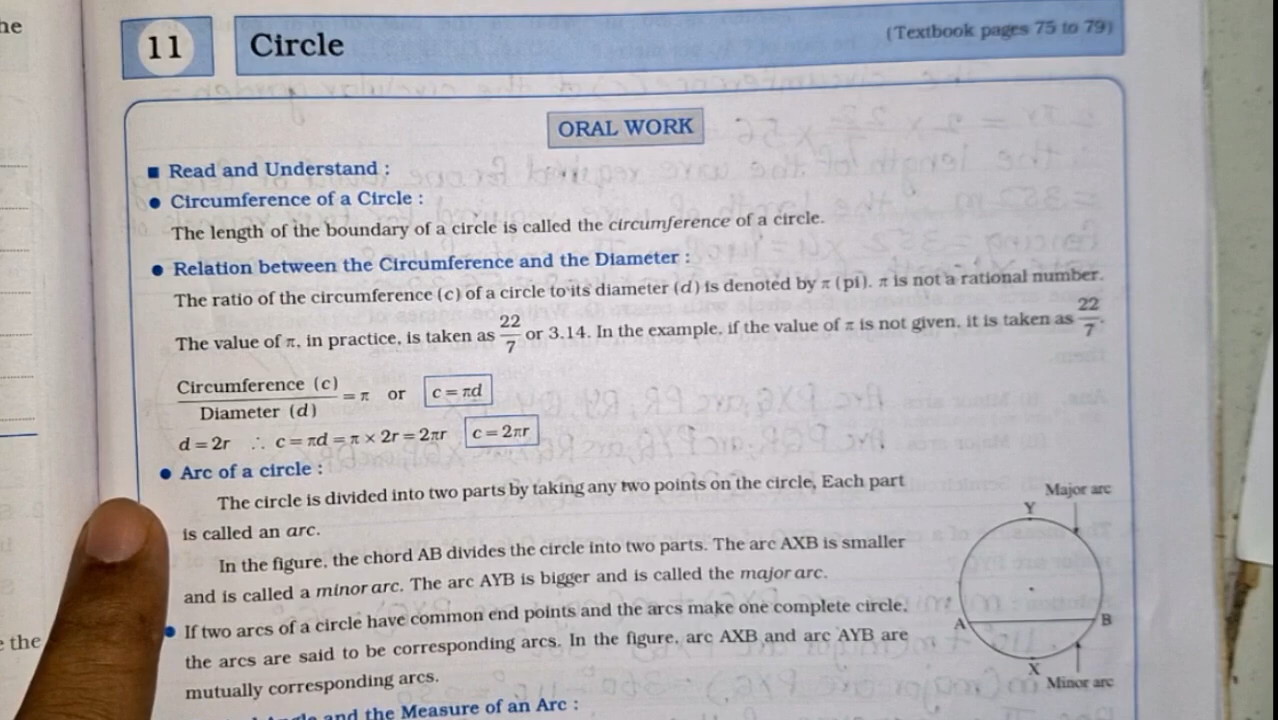 he
11 Circle (Textbook pages 75 to 79)
ORAL WORK
■ Read and Understand :
● Circumference of a Circle :
The length of the boundary of a circle is called the circumference of a circle.
● Relation between the Circumference and the Diameter :
The ratio of the circumference (c) of a circle to its diameter (d) is denoted by π (pi). π is not a rational number.
The value of π, in practice, is taken as 22/7 or 3.14. In the example, if the value of π is not given, it is taken as 22/7.
Circumference (c)/Diameter (d) = π or c = πd
d = 2r ∴ c = πd = π × 2r = 2πr c = 2πr
● Arc of a circle :
The circle is divided into two parts by taking any two points on the circle, Each part
is called an arc.
In the figure, the chord AB divides the circle into two parts. The arc AXB is smaller
and is called a minor arc. The arc AYB is bigger and is called the major arc.
● If two arcs of a circle have common end points and the arcs make one complete circle,
the arcs are said to be corresponding arcs. In the figure, arc AXB and arc AYB are
mutually corresponding arcs.
Major arc
Y
A B
X
Minor arc
e the
and the Measure of an Arc :